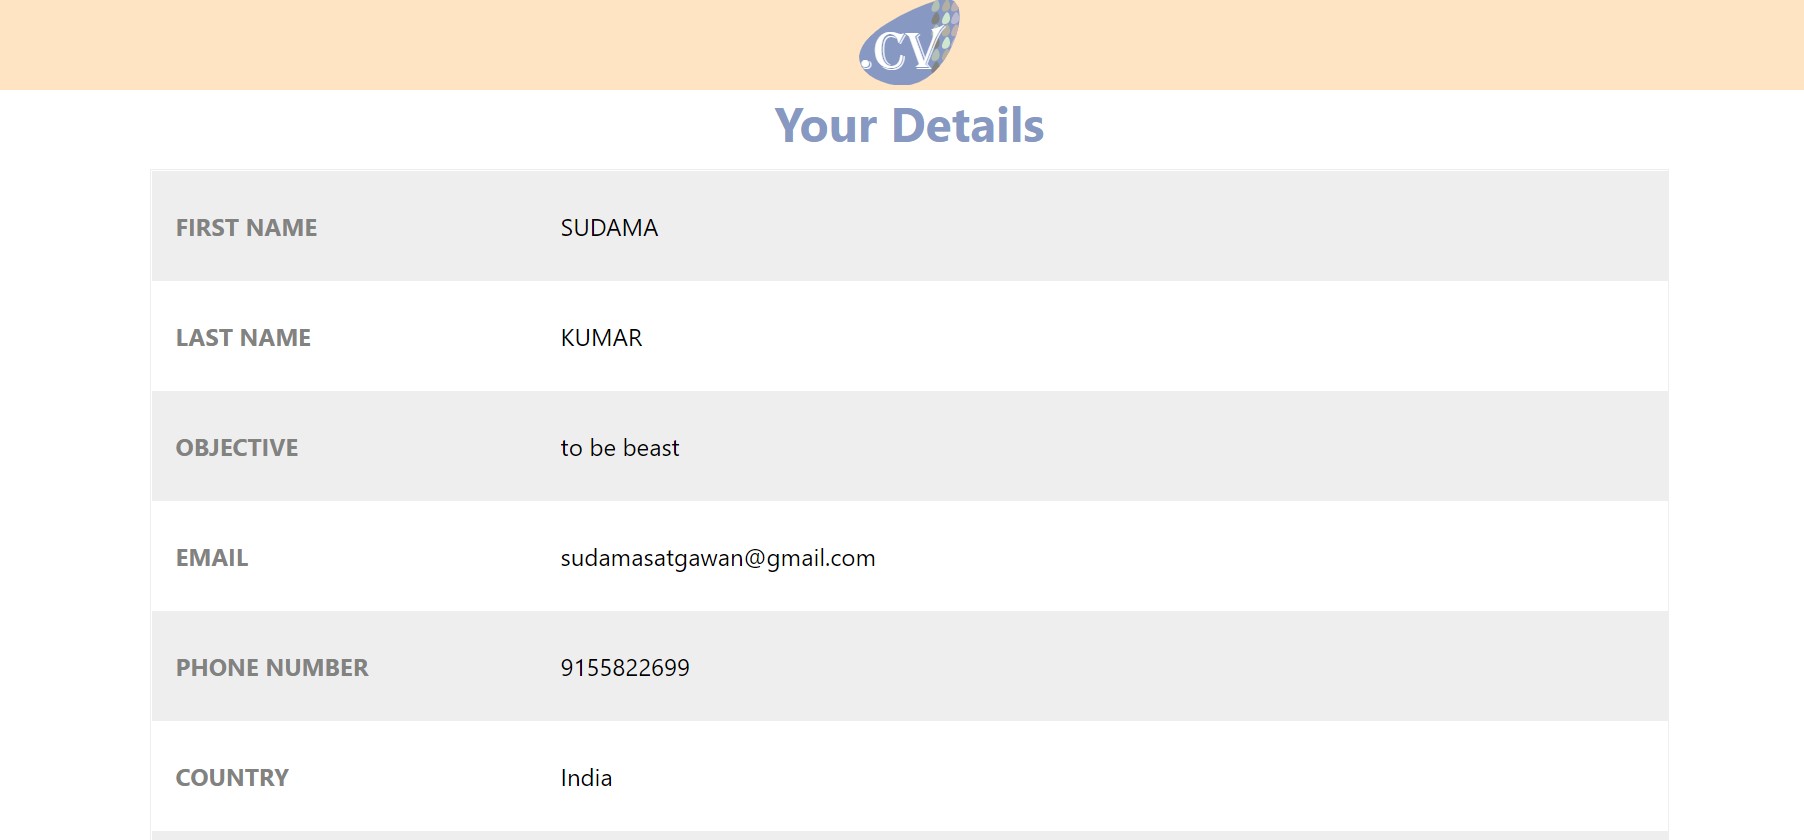 .CV
Your Details
FIRST NAME SUDAMA
LAST NAME KUMAR
OBJECTIVE to be beast
EMAIL sudamasatgawan@gmail.com
PHONE NUMBER 9155822699
COUNTRY India